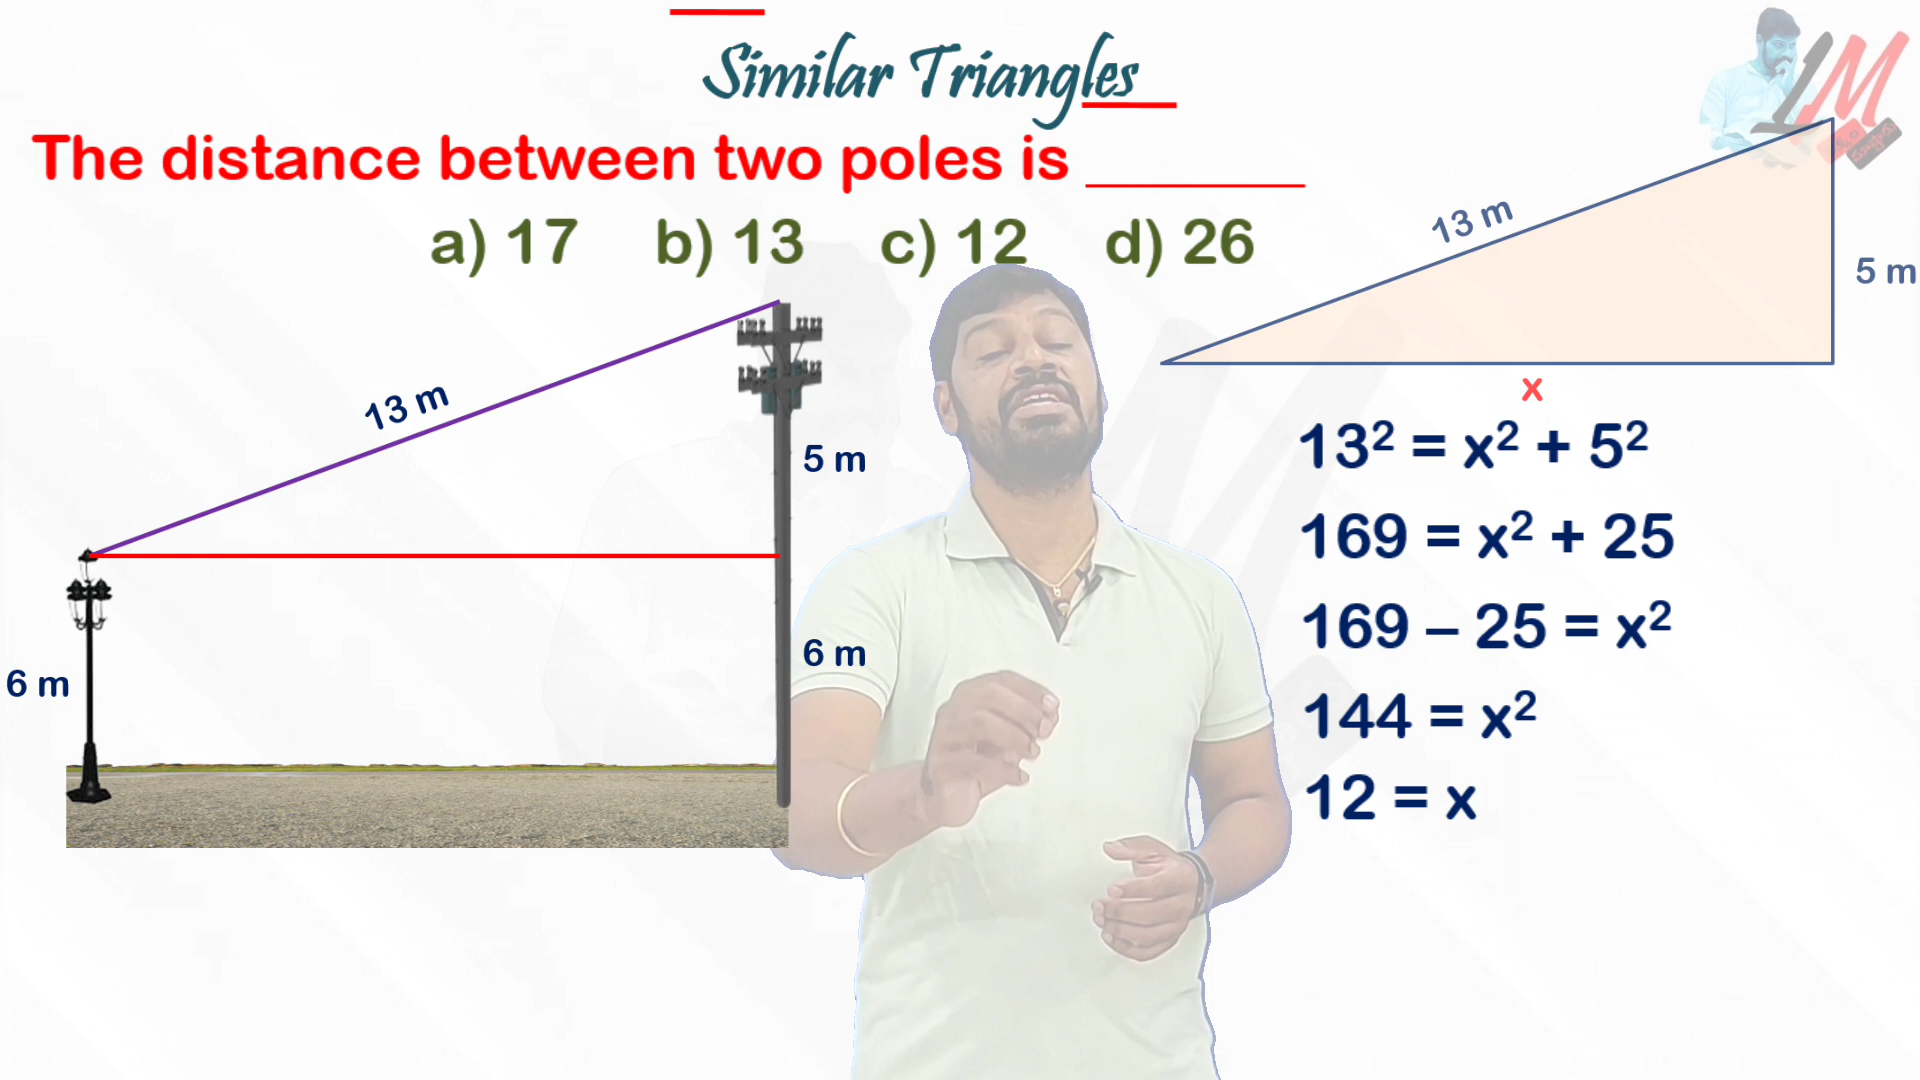 Similar Triangles
The distance between two poles is ________
a) 17 b) 13 c) 12 d) 26
13 m
5 m
6 m
6 m
13 m
5 m
x
13² = x² + 5²
169 = x² + 25
169 – 25 = x²
144 = x²
12 = x
1M